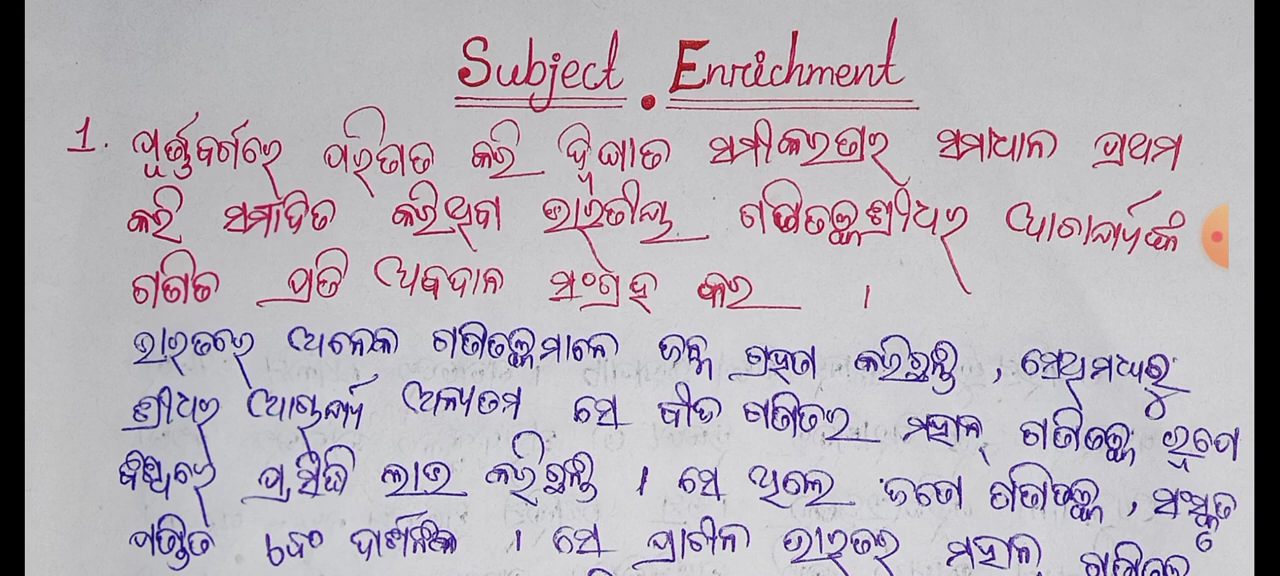 Subject Enrichment
1. ପୂର୍ଣ୍ଣବର୍ଗରେ ପରିଣତ କରି ଦ୍ୱିଘାତ ସମୀକରଣର ସମାଧାନ ପ୍ରଥମ
କରି ସମ୍ପାଦିତ କରିଥିବା ଭାରତୀୟ ଗଣିତଜ୍ଞ ଶ୍ରୀଧର ଆଚାର୍ଯ୍ୟଙ୍କ
ଗଣିତ ପ୍ରତି ଅବଦାନ ସଂଗ୍ରହ କର ।
ଭାରତରେ ଅନେକ ଗଣିତଜ୍ଞମାନେ ଜନ୍ମ ଗ୍ରହଣ କରିଛନ୍ତି , ସେଥିମଧ୍ୟରୁ
ଶ୍ରୀଧର ଆଚାର୍ଯ୍ୟ ଅନ୍ୟତମ ସେ ବୀଜ ଗଣିତର ମହାନ୍ ଗଣିତଜ୍ଞ ରୂପେ
ବିଶ୍ୱରେ ପ୍ରସିଦ୍ଧି ଲାଭ କରିଛନ୍ତି । ସେ ଥିଲେ ଜଣେ ଗଣିତଜ୍ଞ , ସଂସ୍କୃତ
ପଣ୍ଡିତ ଏବଂ ଦାର୍ଶନିକ । ସେ ପ୍ରାଚୀନ ଭାରତର ମହାନ୍